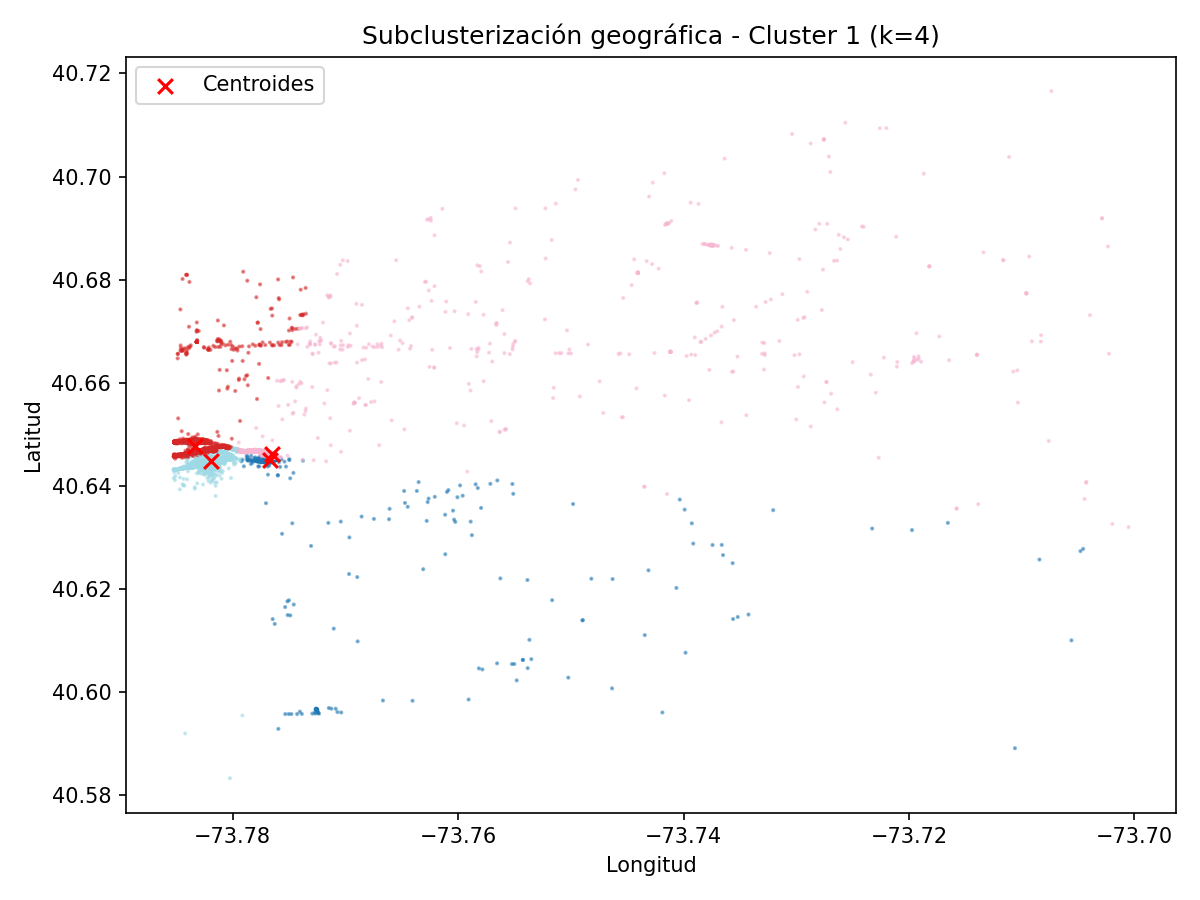 Subclusterización geográfica - Cluster 1 (k=4)
Centroides
40.72
40.70
40.68
40.66
40.64
40.62
40.60
40.58
Latitud
−73.78 −73.76 −73.74 −73.72 −73.70
Longitud